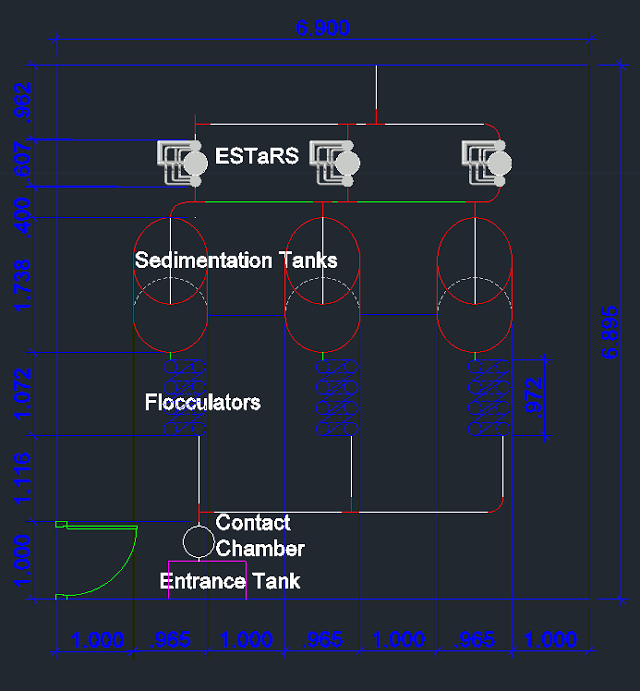 6.900
.962
.607
ESTaRS
.400
Sedimentation Tanks
1.738
6.895
1.072
Flocculators
.972
1.116
Contact
Chamber
1.000
Entrance Tank
1.000 .965 1.000 .965 1.000 .965 1.000